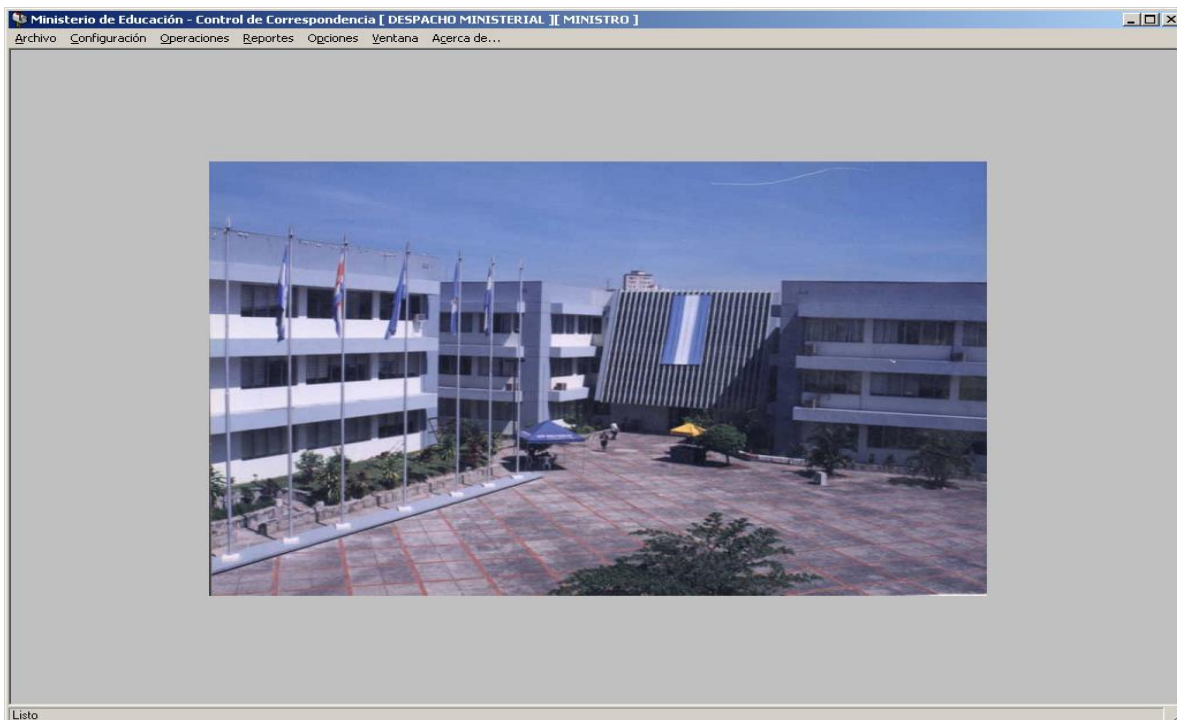 Ministerio de Educación - Control de Correspondencia [ DESPACHO MINISTERIAL ][ MINISTRO ]
Archivo Configuración Operaciones Reportes Opciones Ventana Acerca de...
Listo